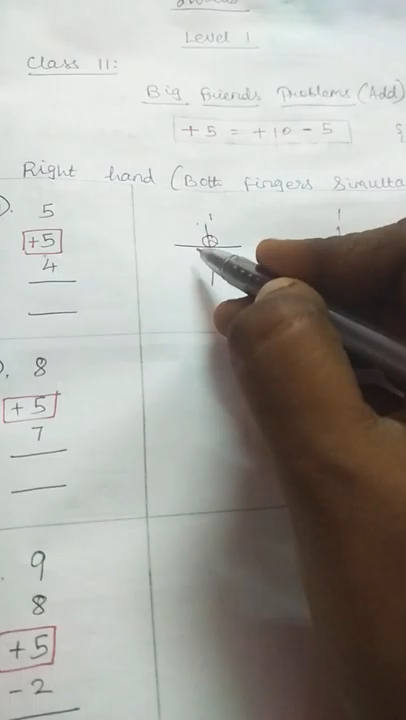 Level 1
Class 11:
Big friends Problems (Add)
+5 = +10 - 5
Right hand (Both fingers Simulta
5
+5
4
8
+5
7
9
8
+5
-2